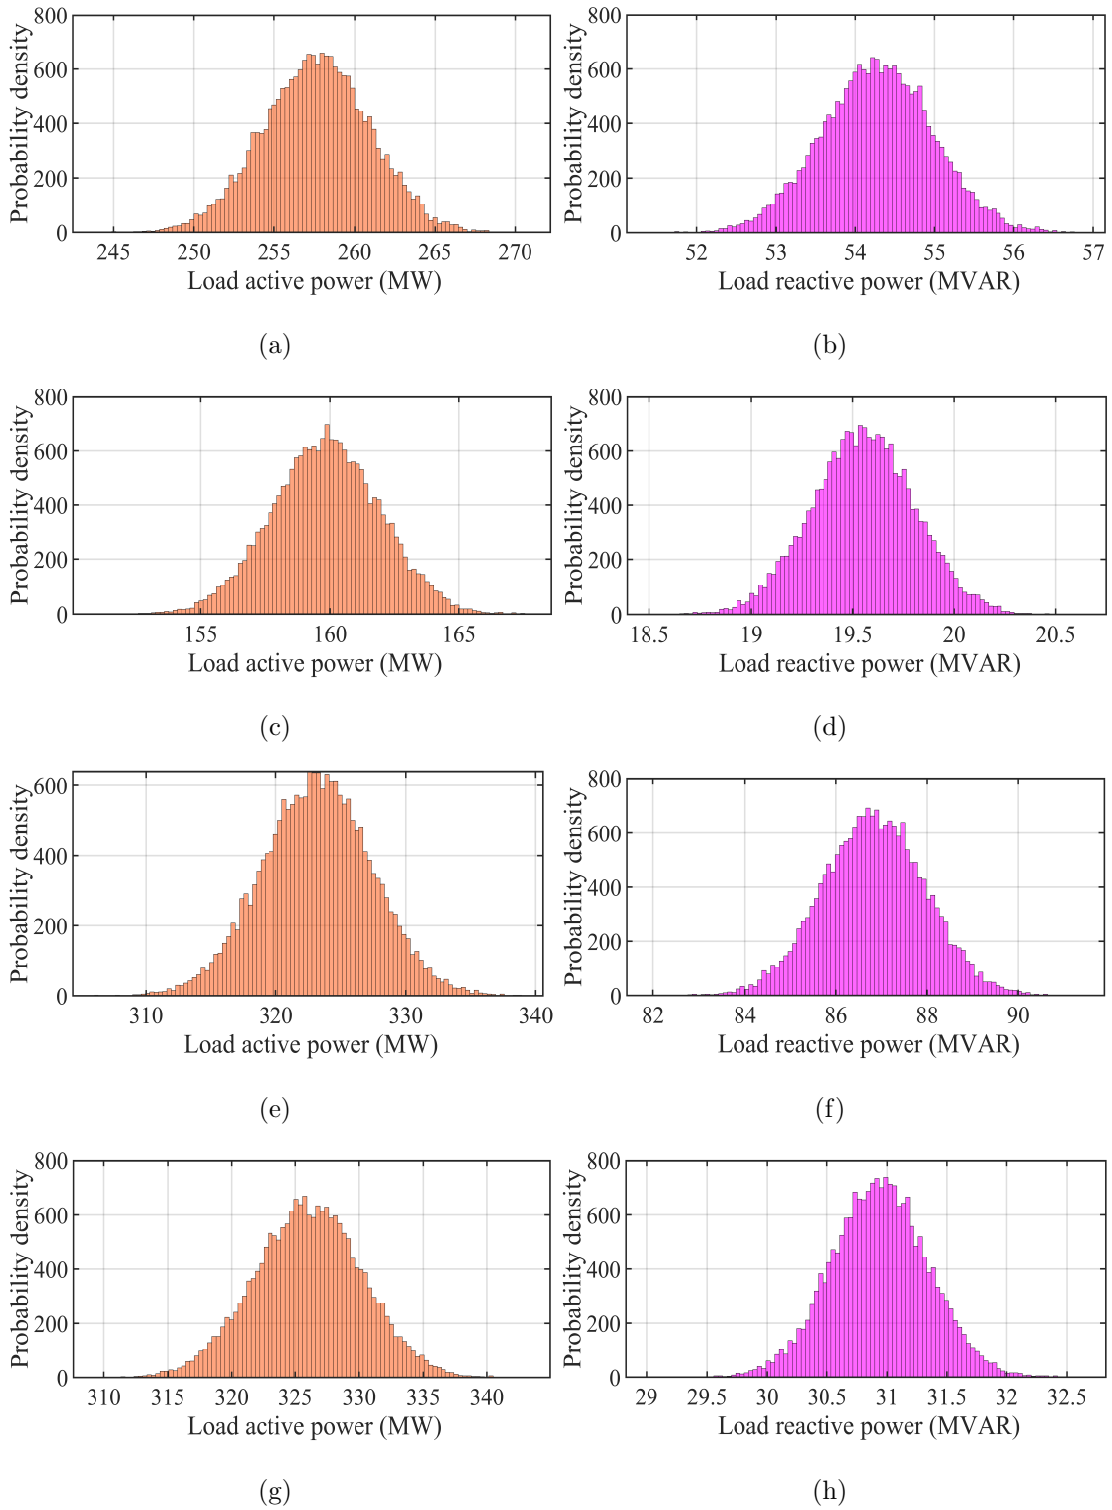 800 800
600 600
400 400
200 200
0 0
Probability density Probability density
245 250 255 260 265 270 52 53 54 55 56 57
Load active power (MW) Load reactive power (MVAR)
(a) (b)
800 800
600 600
400 400
200 200
0 0
Probability density Probability density
155 160 165 18.5 19 19.5 20 20.5
Load active power (MW) Load reactive power (MVAR)
(c) (d)
600 800
400 600
200 400
0 200
0
Probability density Probability density
310 320 330 340 82 84 86 88 90
Load active power (MW) Load reactive power (MVAR)
(e) (f)
800 800
600 600
400 400
200 200
0 0
Probability density Probability density
310 315 320 325 330 335 340 29 29.5 30 30.5 31 31.5 32 32.5
Load active power (MW) Load reactive power (MVAR)
(g) (h)